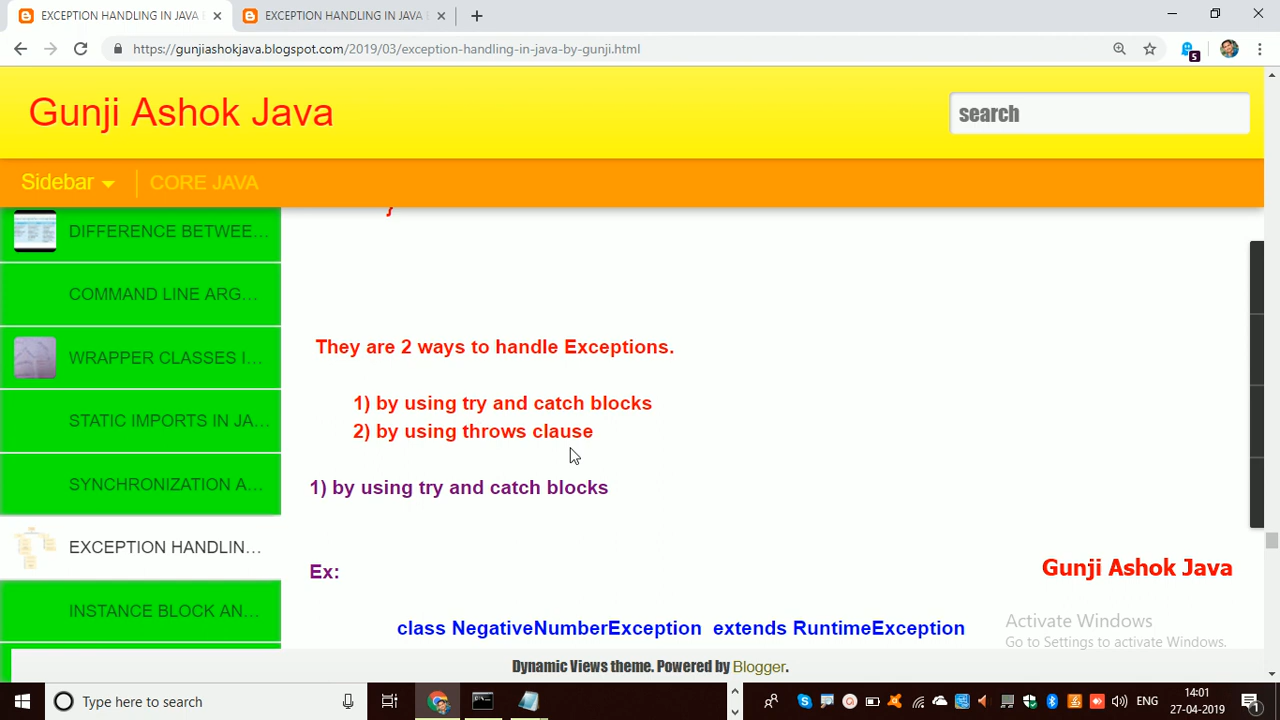 EXCEPTION HANDLING IN JAVA
EXCEPTION HANDLING IN JAVA
https://gunjiashokjava.blogspot.com/2019/03/exception-handling-in-java-by-gunji.html
Gunji Ashok Java
search
Sidebar
CORE JAVA
}
DIFFERENCE BETWEE…
COMMAND LINE ARG…
WRAPPER CLASSES I…
STATIC IMPORTS IN JA…
SYNCHRONIZATION A…
EXCEPTION HANDLIN…
INSTANCE BLOCK AN…
They are 2 ways to handle Exceptions.
1) by using try and catch blocks
2) by using throws clause
1) by using try and catch blocks
Ex:
class NegativeNumberException extends RuntimeException
Gunji Ashok Java
Activate Windows
Go to Settings to activate Windows.
Dynamic Views theme. Powered by Blogger.
Type here to search
ENG
14:01
27-04-2019